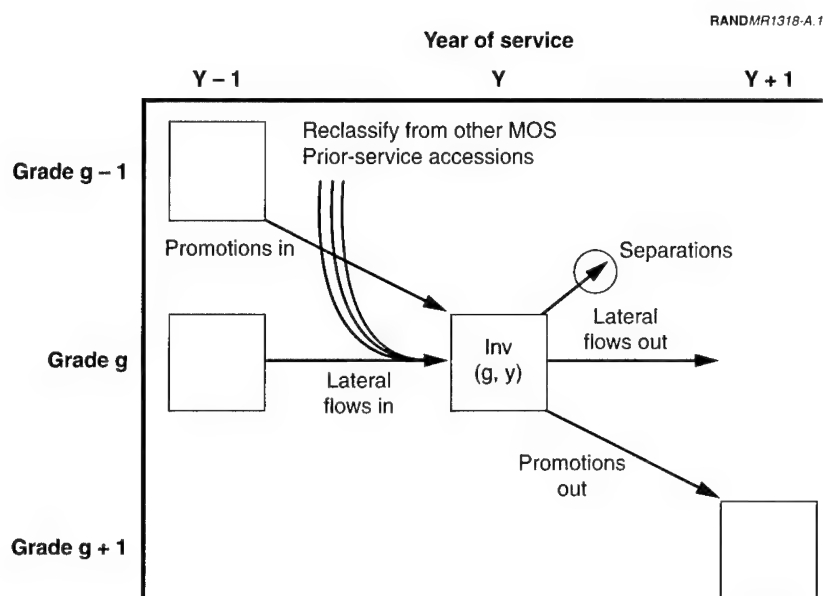 RANDMR1318-A.1
Year of service
Y – 1 Y Y + 1
Reclassify from other MOS
Prior-service accessions
Grade g – 1
Promotions in
Separations
Lateral
flows out
Inv
(g, y)
Grade g
Lateral
flows in
Promotions
out
Grade g + 1